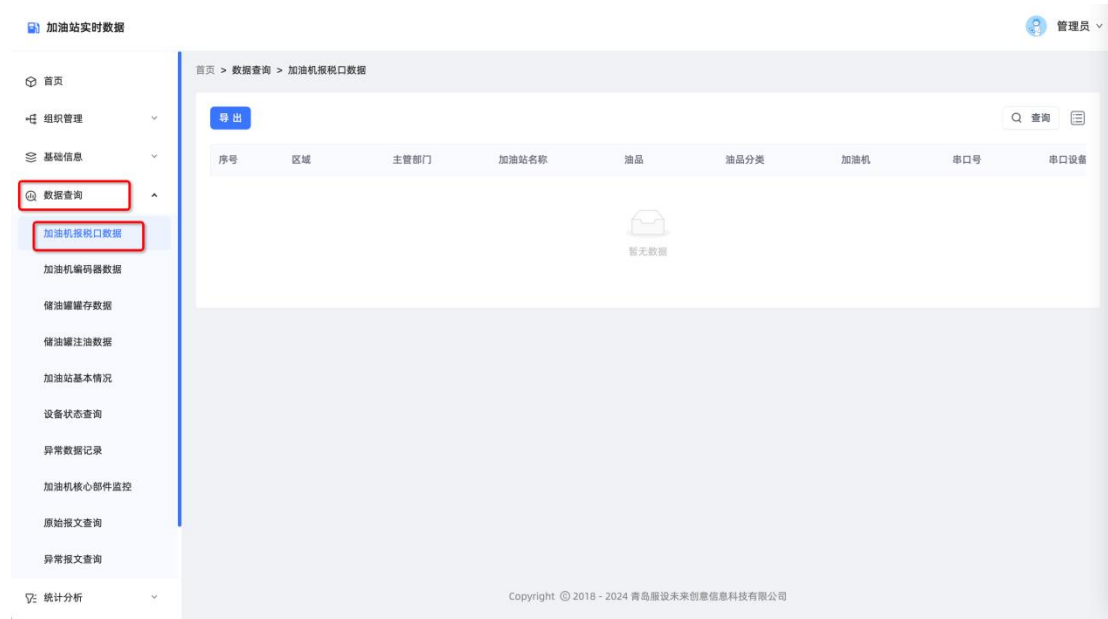 加油站实时数据
管理员
首页 > 数据查询 > 加油机报税口数据
首页
组织管理
基础信息
数据查询
加油机报税口数据
加油机编码器数据
储油罐罐存数据
储油罐注油数据
加油站基本情况
设备状态查询
异常数据记录
加油机核心部件监控
原始报文查询
异常报文查询
统计分析
导出
查询
序号 区域 主管部门 加油站名称 油品 油品分类 加油机 串口号 串口设备
暂无数据
Copyright © 2018 - 2024 青岛服设未来创意信息科技有限公司